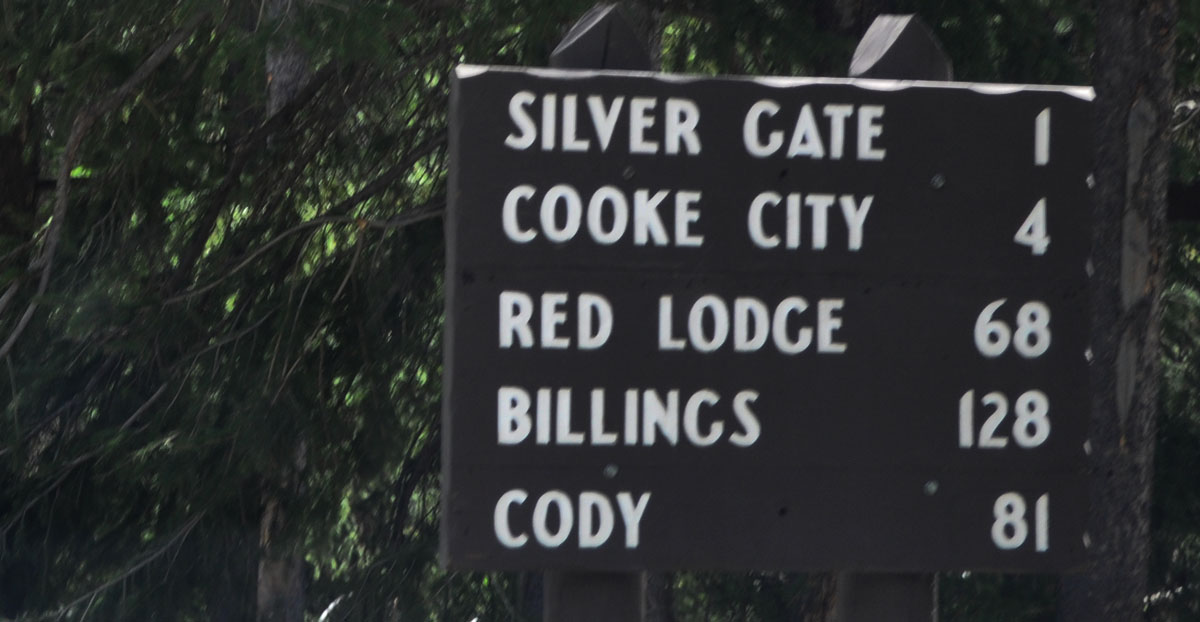 SILVER GATE 1
COOKE CITY 4
RED LODGE 68
BILLINGS 128
CODY 81